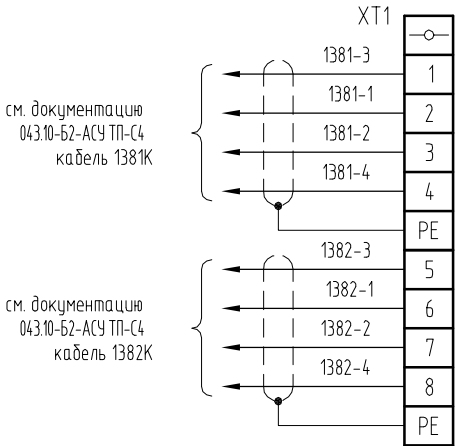 XT1
1381-3
1
1381-1
2
1381-2
3
1381-4
4
PE
см. документацию
043.10-Б2-АСУ ТП-С4
кабель 1381К
1382-3
5
1382-1
6
1382-2
7
1382-4
8
PE
см. документацию
043.10-Б2-АСУ ТП-С4
кабель 1382К